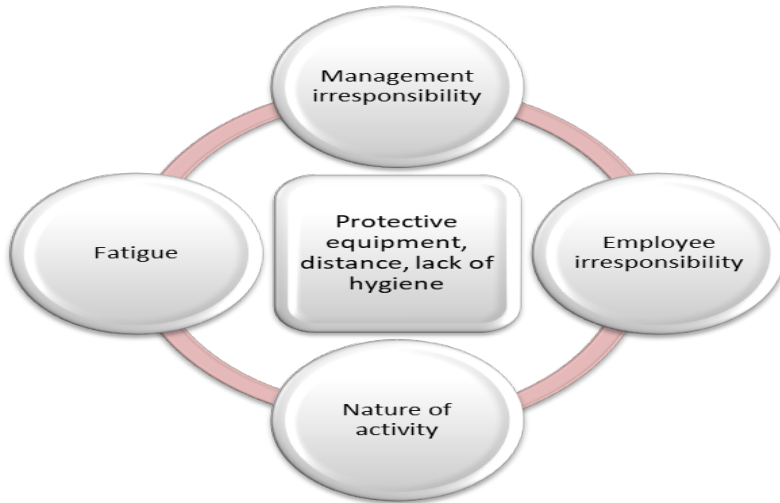 Management
irresponsibility
Fatigue
Protective
equipment,
distance, lack of
hygiene
Employee
irresponsibility
Nature of
activity